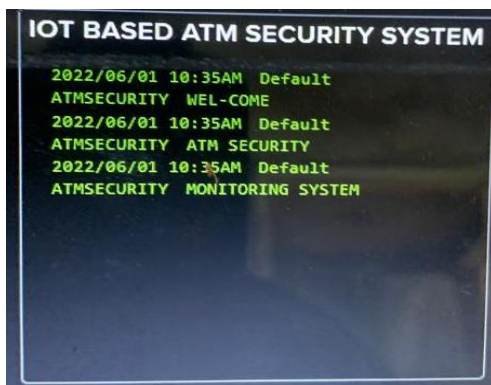 IOT BASED ATM SECURITY SYSTEM
2022/06/01 10:35AM Default
ATMSECURITY WEL-COME
2022/06/01 10:35AM Default
ATMSECURITY ATM SECURITY
2022/06/01 10:35AM Default
ATMSECURITY MONITORING SYSTEM